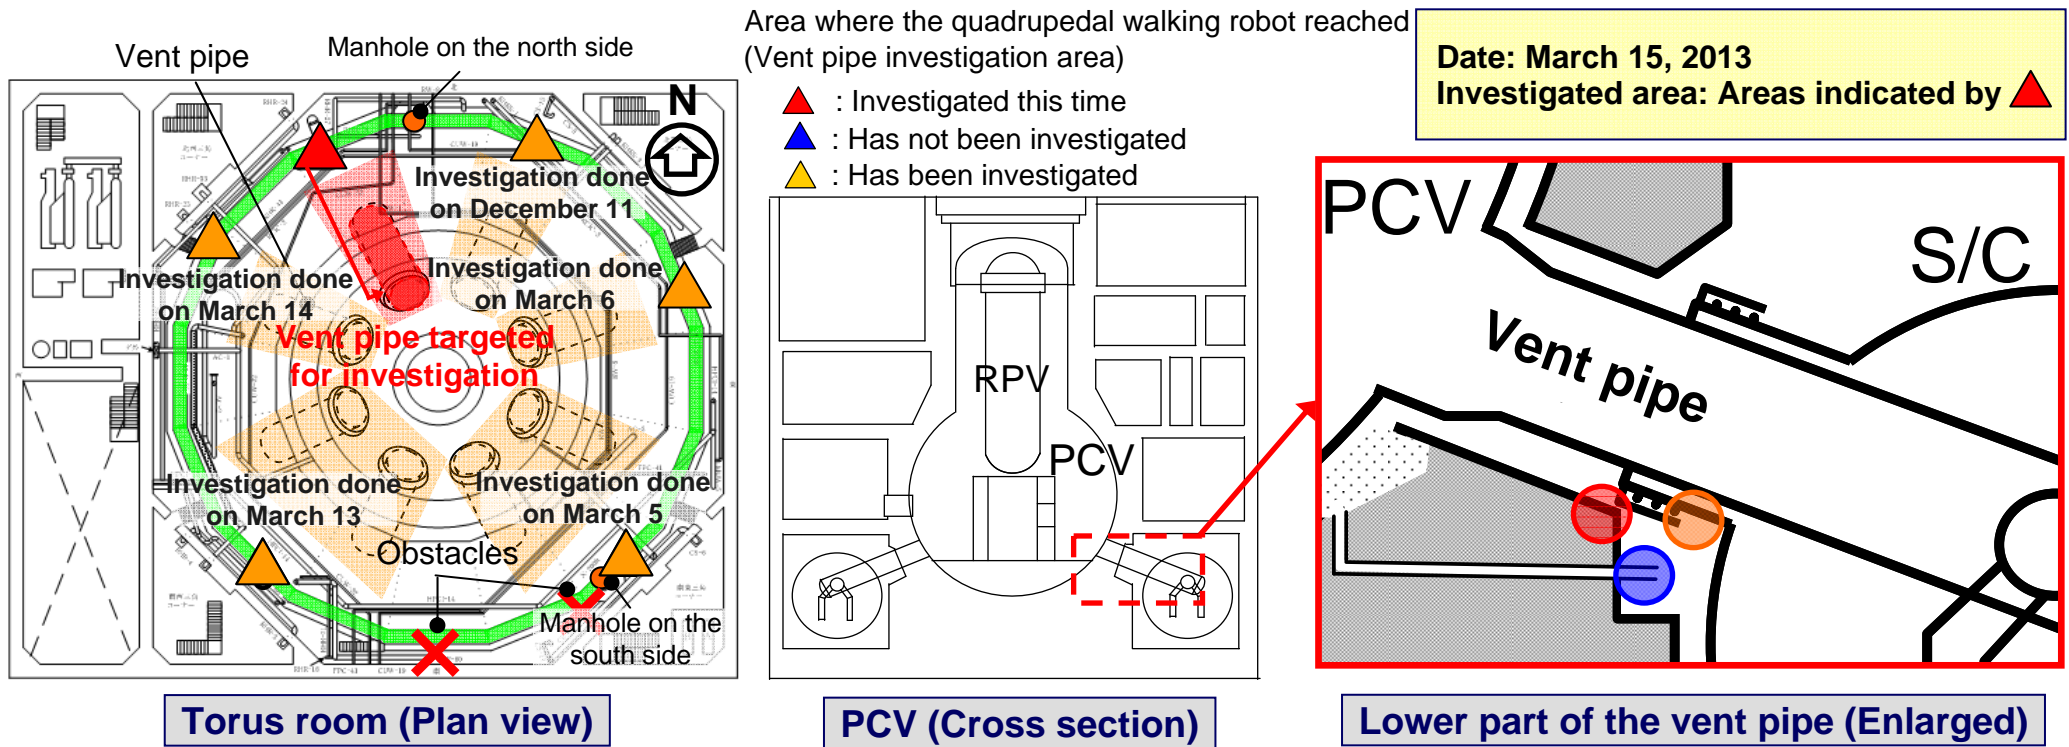 Area where the quadrupedal walking robot reached
(Vent pipe investigation area)
: Investigated this time
: Has not been investigated
: Has been investigated
Date: March 15, 2013
Investigated area: Areas indicated by
Vent pipe
Manhole on the north side
N
Investigation done
on December 11
Investigation done
on March 6
Investigation done
on March 14
Vent pipe targeted
for investigation
Investigation done
on March 13
Investigation done
on March 5
Obstacles
Manhole on the
south side
Torus room (Plan view)
RPV
PCV
PCV (Cross section)
PCV
S/C
Vent pipe
Lower part of the vent pipe (Enlarged)